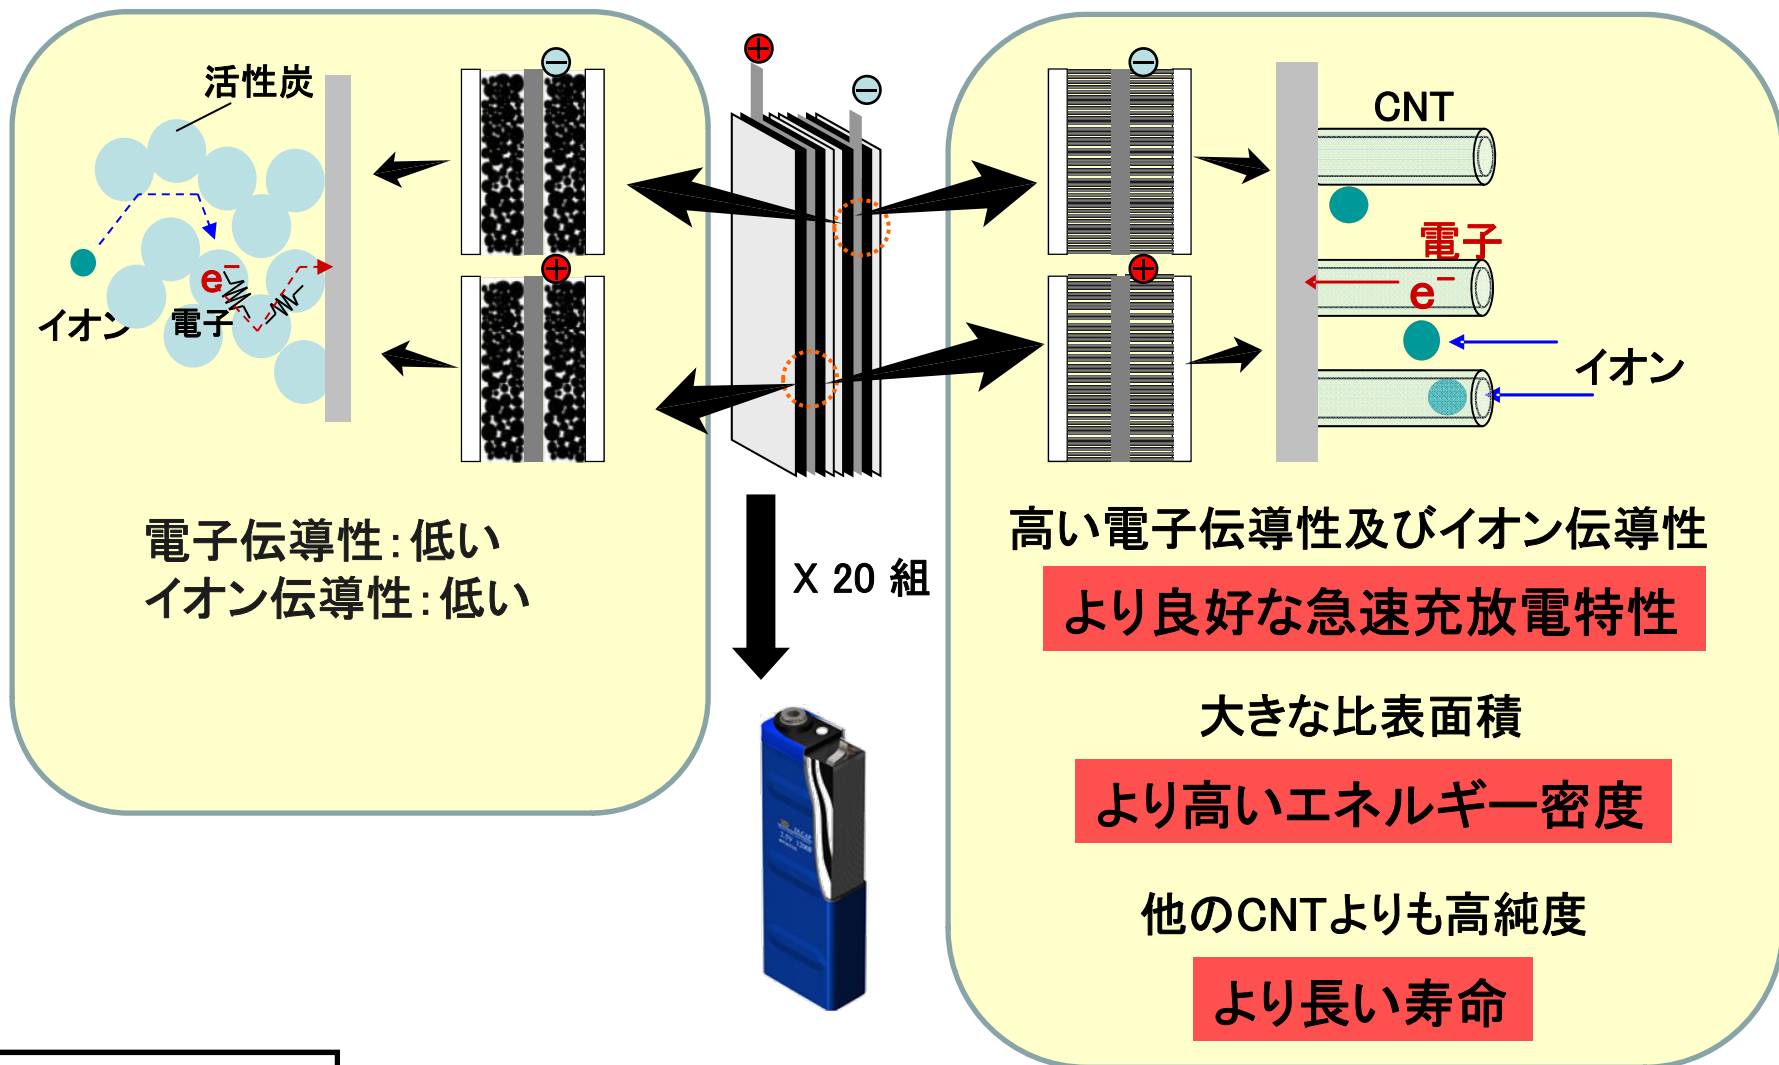 活性炭
イオン
電子
e⁻
電子伝導性：低い
イオン伝導性：低い
X 20 組
CNT
電子
e⁻
イオン
高い電子伝導性及びイオン伝導性
より良好な急速充放電特性
大きな比表面積
より高いエネルギー密度
他のCNTよりも高純度
より長い寿命